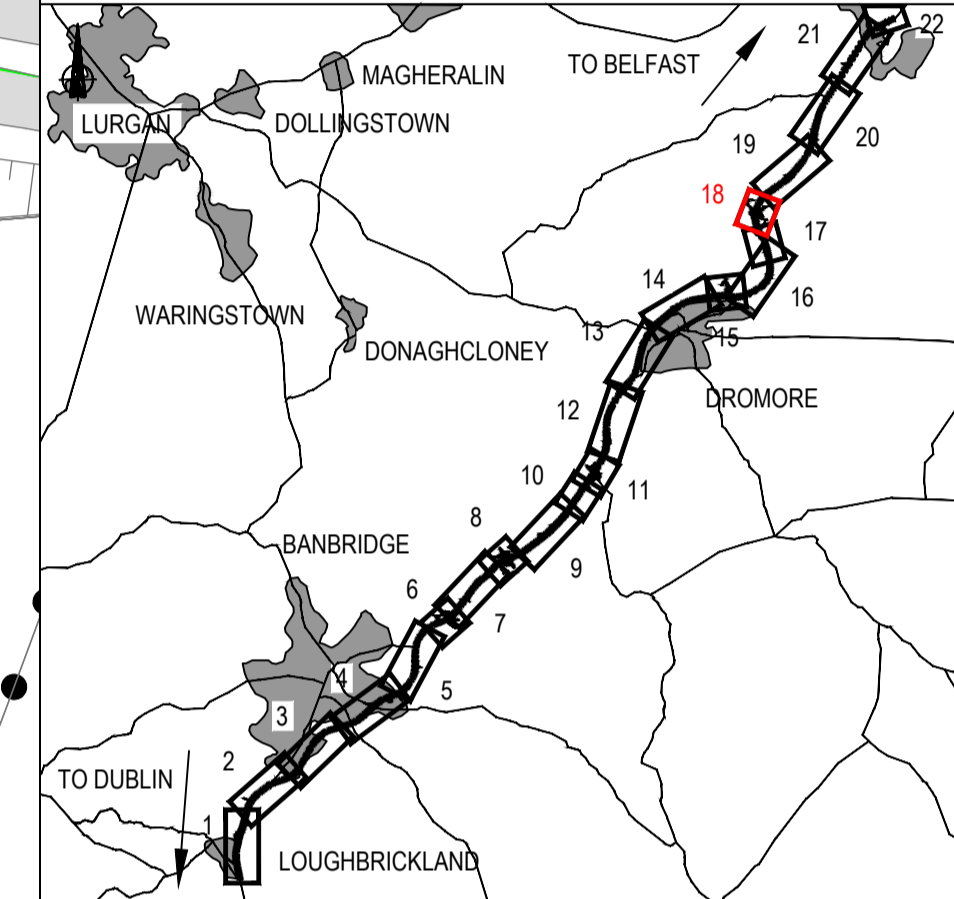 22
21
TO BELFAST
MAGHERALIN
LURGAN
DOLLINGSTOWN
20
19
18
17
14
16
WARINGSTOWN
13
15
DONAGHCLONEY
DROMORE
12
10
11
8
BANBRIDGE
9
6
7
4
5
3
2
TO DUBLIN
1
LOUGHBRICKLAND